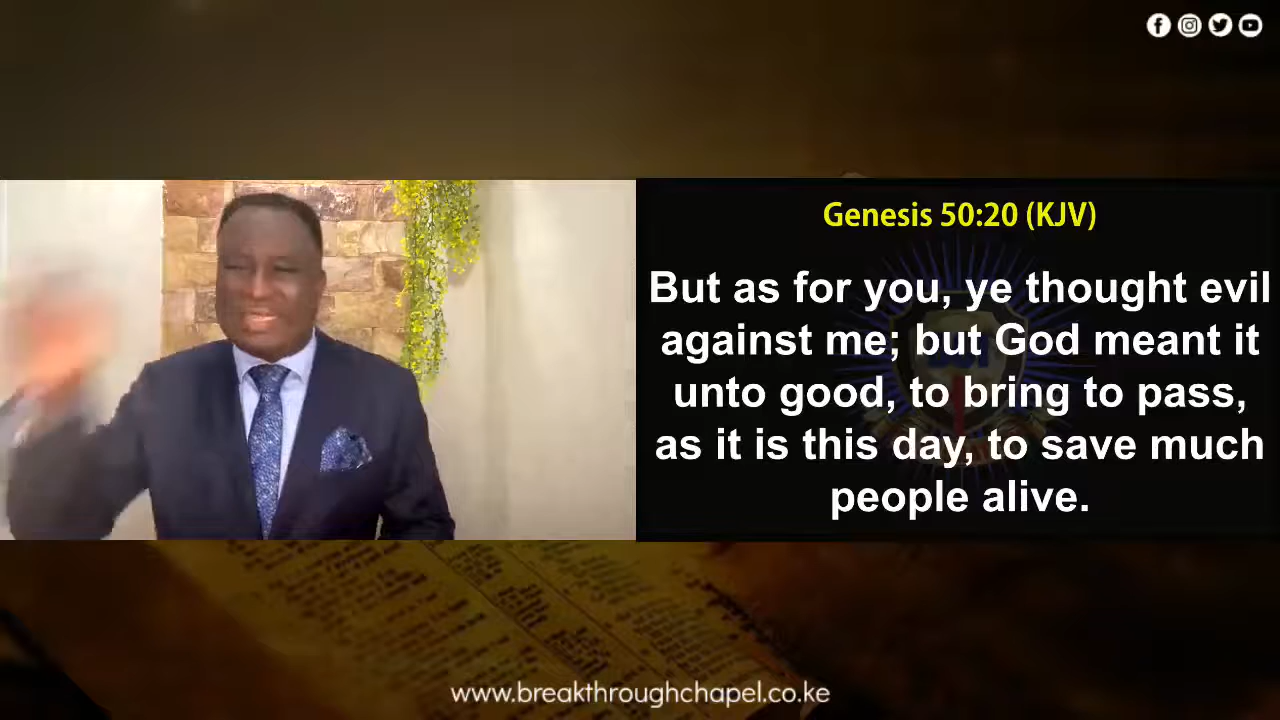 Genesis 50:20 (KJV)
But as for you, ye thought evil
against me; but God meant it
unto good, to bring to pass,
as it is this day, to save much
people alive.
www.breakthroughchapel.co.ke